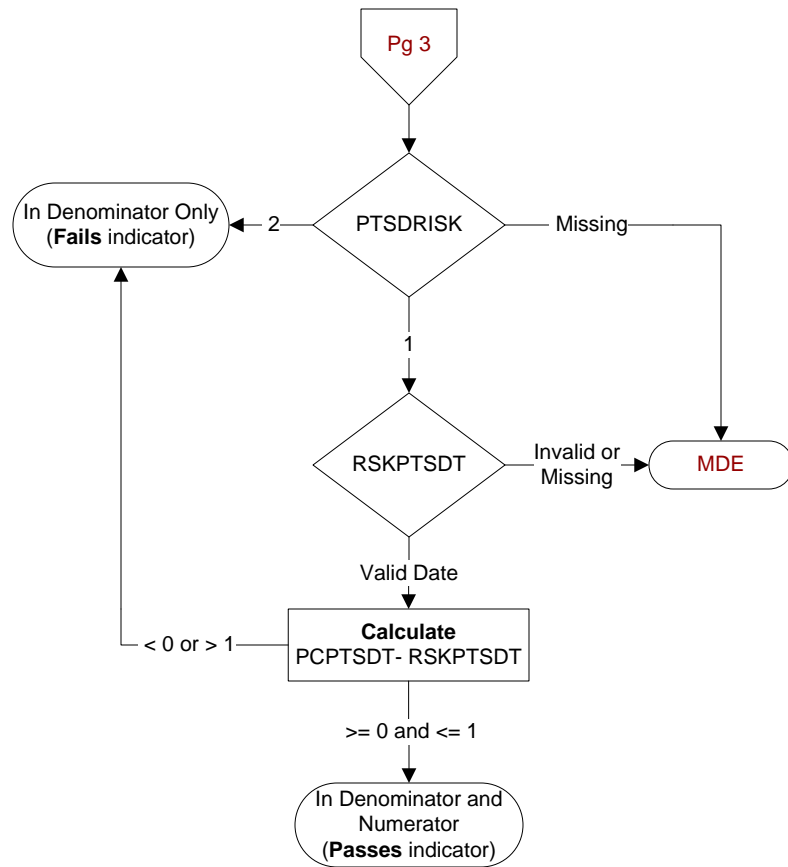 Pg 3
In Denominator Only
(Fails indicator)
2
PTSDRISK
Missing
1
RSKPTSDT
Invalid or
Missing
MDE
Valid Date
Calculate
PCPTSDT- RSKPTSDT
< 0 or > 1
>= 0 and <= 1
In Denominator and
Numerator
(Passes indicator)